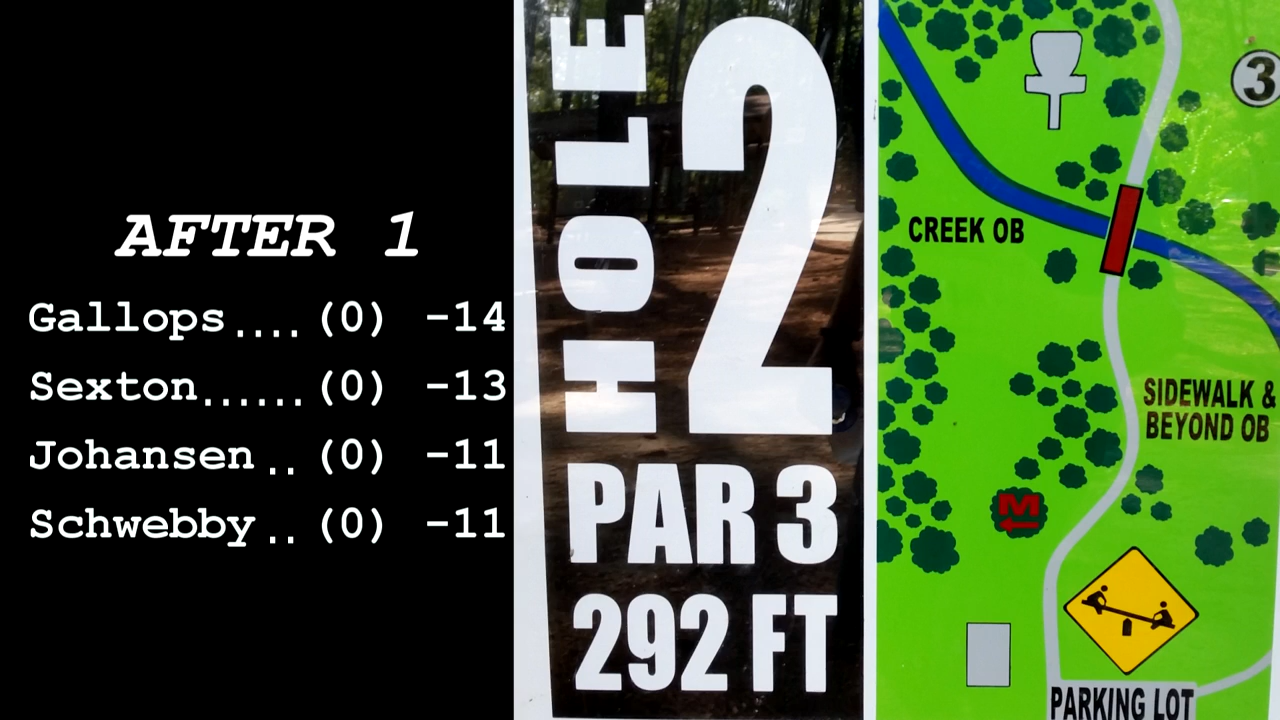 AFTER 1
Gallops....(0) -14
Sexton......(0) -13
Johansen..(0) -11
Schwebby..(0) -11
HOLE 2
PAR 3
292 FT
3
CREEK OB
SIDEWALK &
BEYOND OB
M
PARKING LOT